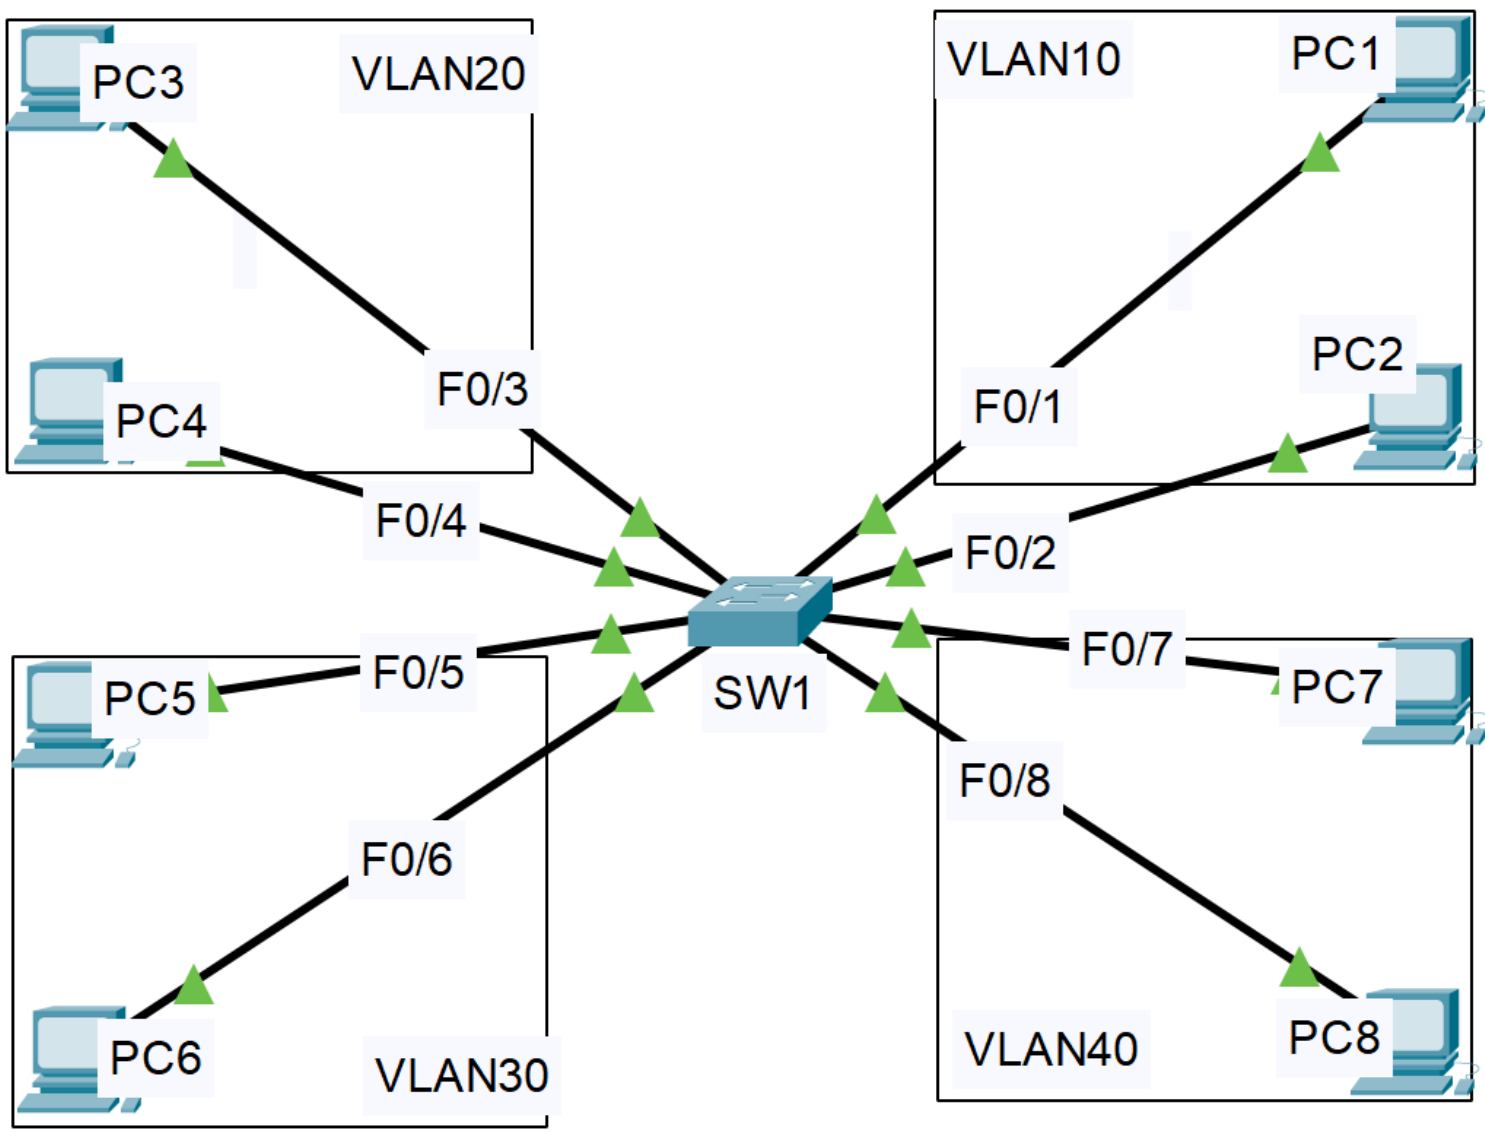 PC3
VLAN20
VLAN10
PC1
PC2
F0/3
F0/1
PC4
F0/4
F0/2
F0/5
F0/7
PC5
SW1
PC7
F0/8
F0/6
PC6
VLAN30
VLAN40
PC8